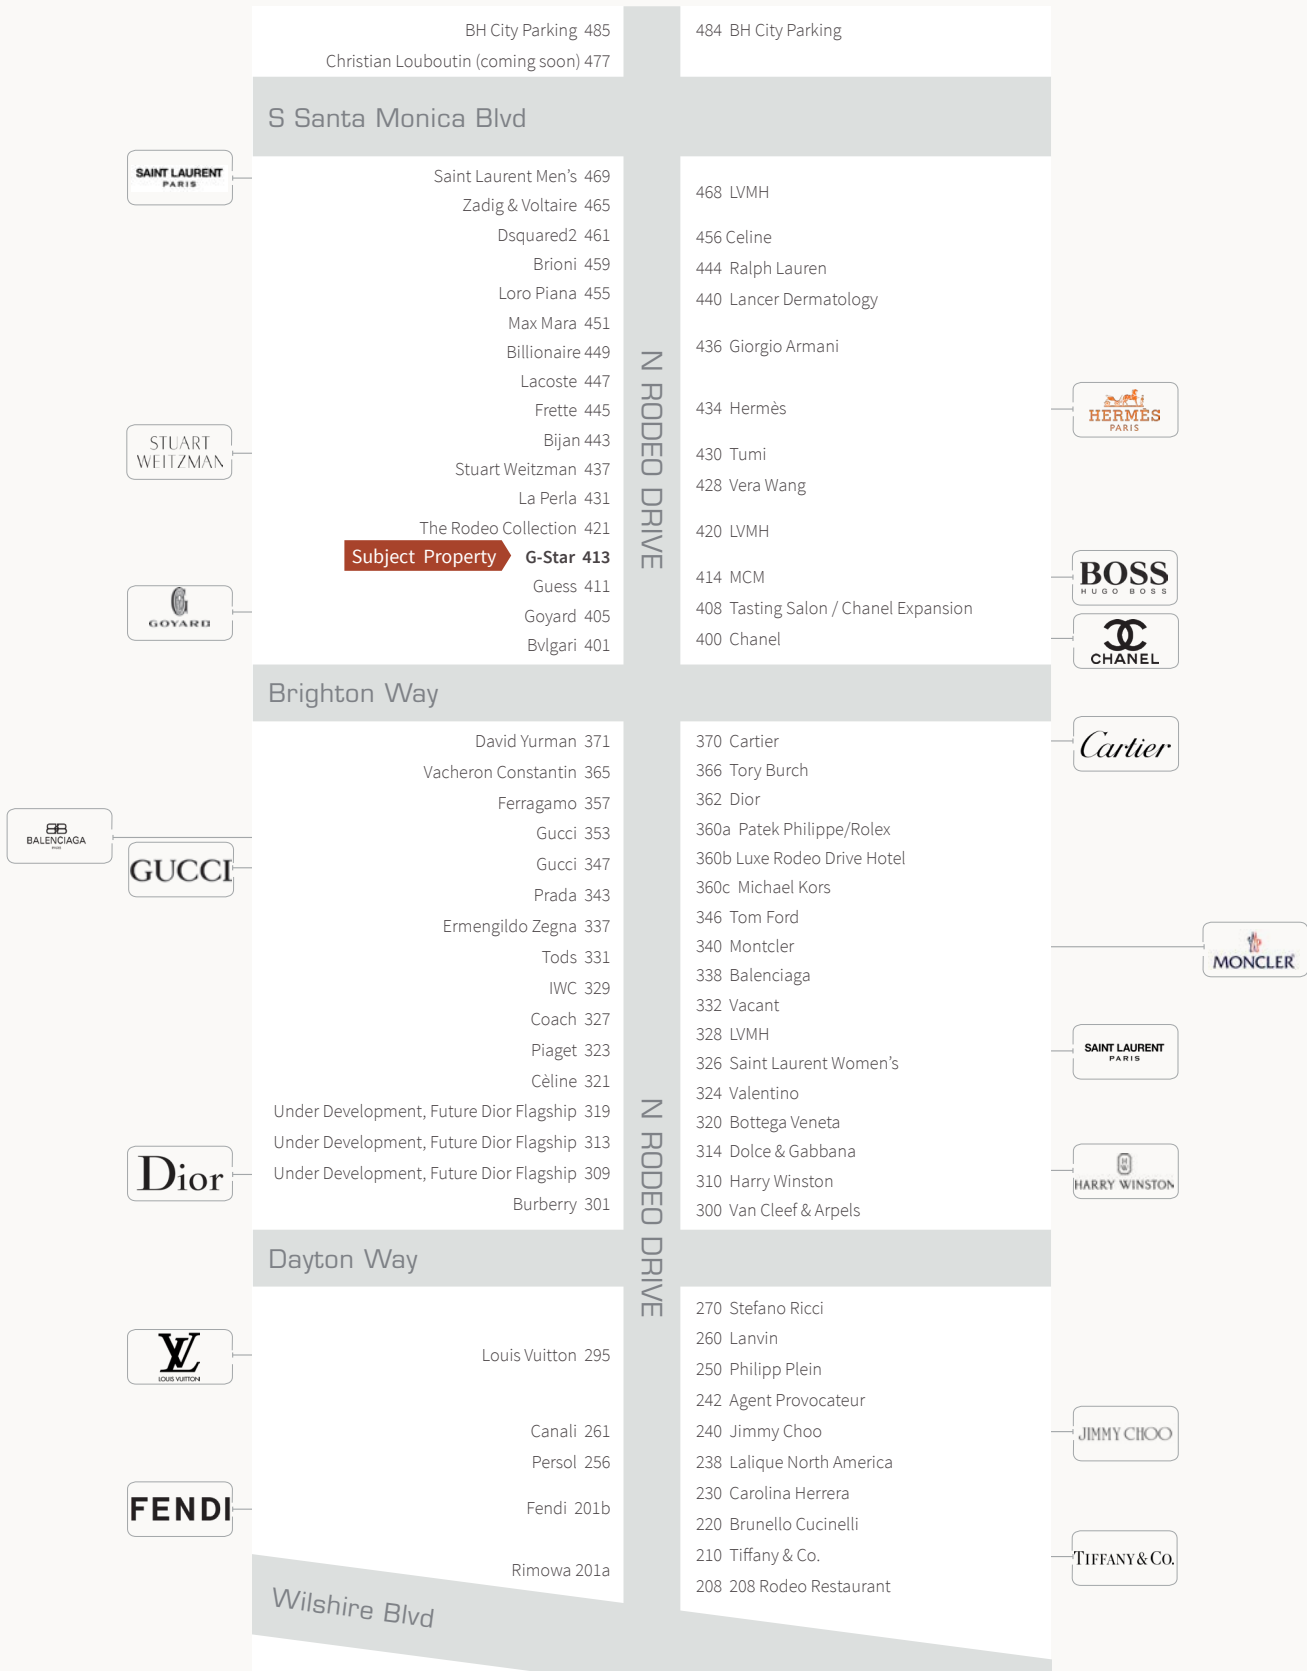 BH City Parking 485
Christian Louboutin (coming soon) 477
484 BH City Parking
S Santa Monica Blvd
SAINT LAURENT
PARIS
Saint Laurent Men's 469
Zadig & Voltaire 465
Dsquared2 461
Brioni 459
Loro Piana 455
Max Mara 451
Billionaire 449
Lacoste 447
Frette 445
Bijan 443
STUART
WEITZMAN
Stuart Weitzman 437
La Perla 431
The Rodeo Collection 421
Subject Property
G-Star 413
Guess 411
GOYARD
Goyard 405
Bvlgari 401
N RODEO DRIVE
468 LVMH
456 Celine
444 Ralph Lauren
440 Lancer Dermatology
436 Giorgio Armani
434 Hermès
HERMÈS
PARIS
430 Tumi
428 Vera Wang
420 LVMH
414 MCM
BOSS
HUGO BOSS
408 Tasting Salon / Chanel Expansion
400 Chanel
CHANEL
Brighton Way
David Yurman 371
Vacheron Constantin 365
Ferragamo 357
BALENCIAGA
Gucci 353
GUCCI
Gucci 347
Prada 343
Ermengildo Zegna 337
Tods 331
IWC 329
Coach 327
Piaget 323
Cèline 321
Under Development, Future Dior Flagship 319
Under Development, Future Dior Flagship 313
Dior
Under Development, Future Dior Flagship 309
Burberry 301
N RODEO DRIVE
370 Cartier
Cartier
366 Tory Burch
362 Dior
360a Patek Philippe/Rolex
360b Luxe Rodeo Drive Hotel
360c Michael Kors
346 Tom Ford
340 Montcler
MONCLER
338 Balenciaga
332 Vacant
328 LVMH
326 Saint Laurent Women's
SAINT LAURENT
PARIS
324 Valentino
320 Bottega Veneta
314 Dolce & Gabbana
310 Harry Winston
HARRY WINSTON
300 Van Cleef & Arpels
Dayton Way
LV
LOUIS VUITTON
Louis Vuitton 295
Canali 261
Persol 256
FENDI
Fendi 201b
Rimowa 201a
270 Stefano Ricci
260 Lanvin
250 Philipp Plein
242 Agent Provocateur
240 Jimmy Choo
JIMMY CHOO
238 Lalique North America
230 Carolina Herrera
220 Brunello Cucinelli
210 Tiffany & Co.
TIFFANY & CO.
208 208 Rodeo Restaurant
Wilshire Blvd